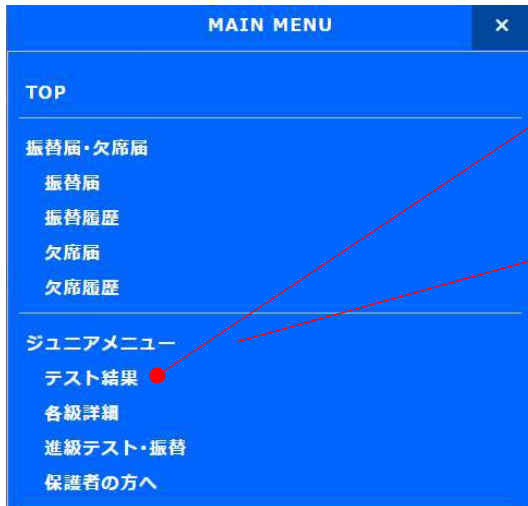 MAIN MENU ×
TOP
振替届・欠席届
振替届
振替履歴
欠席届
欠席履歴
ジュニアメニュー
テスト結果
各級詳細
進級テスト・振替
保護者の方へ